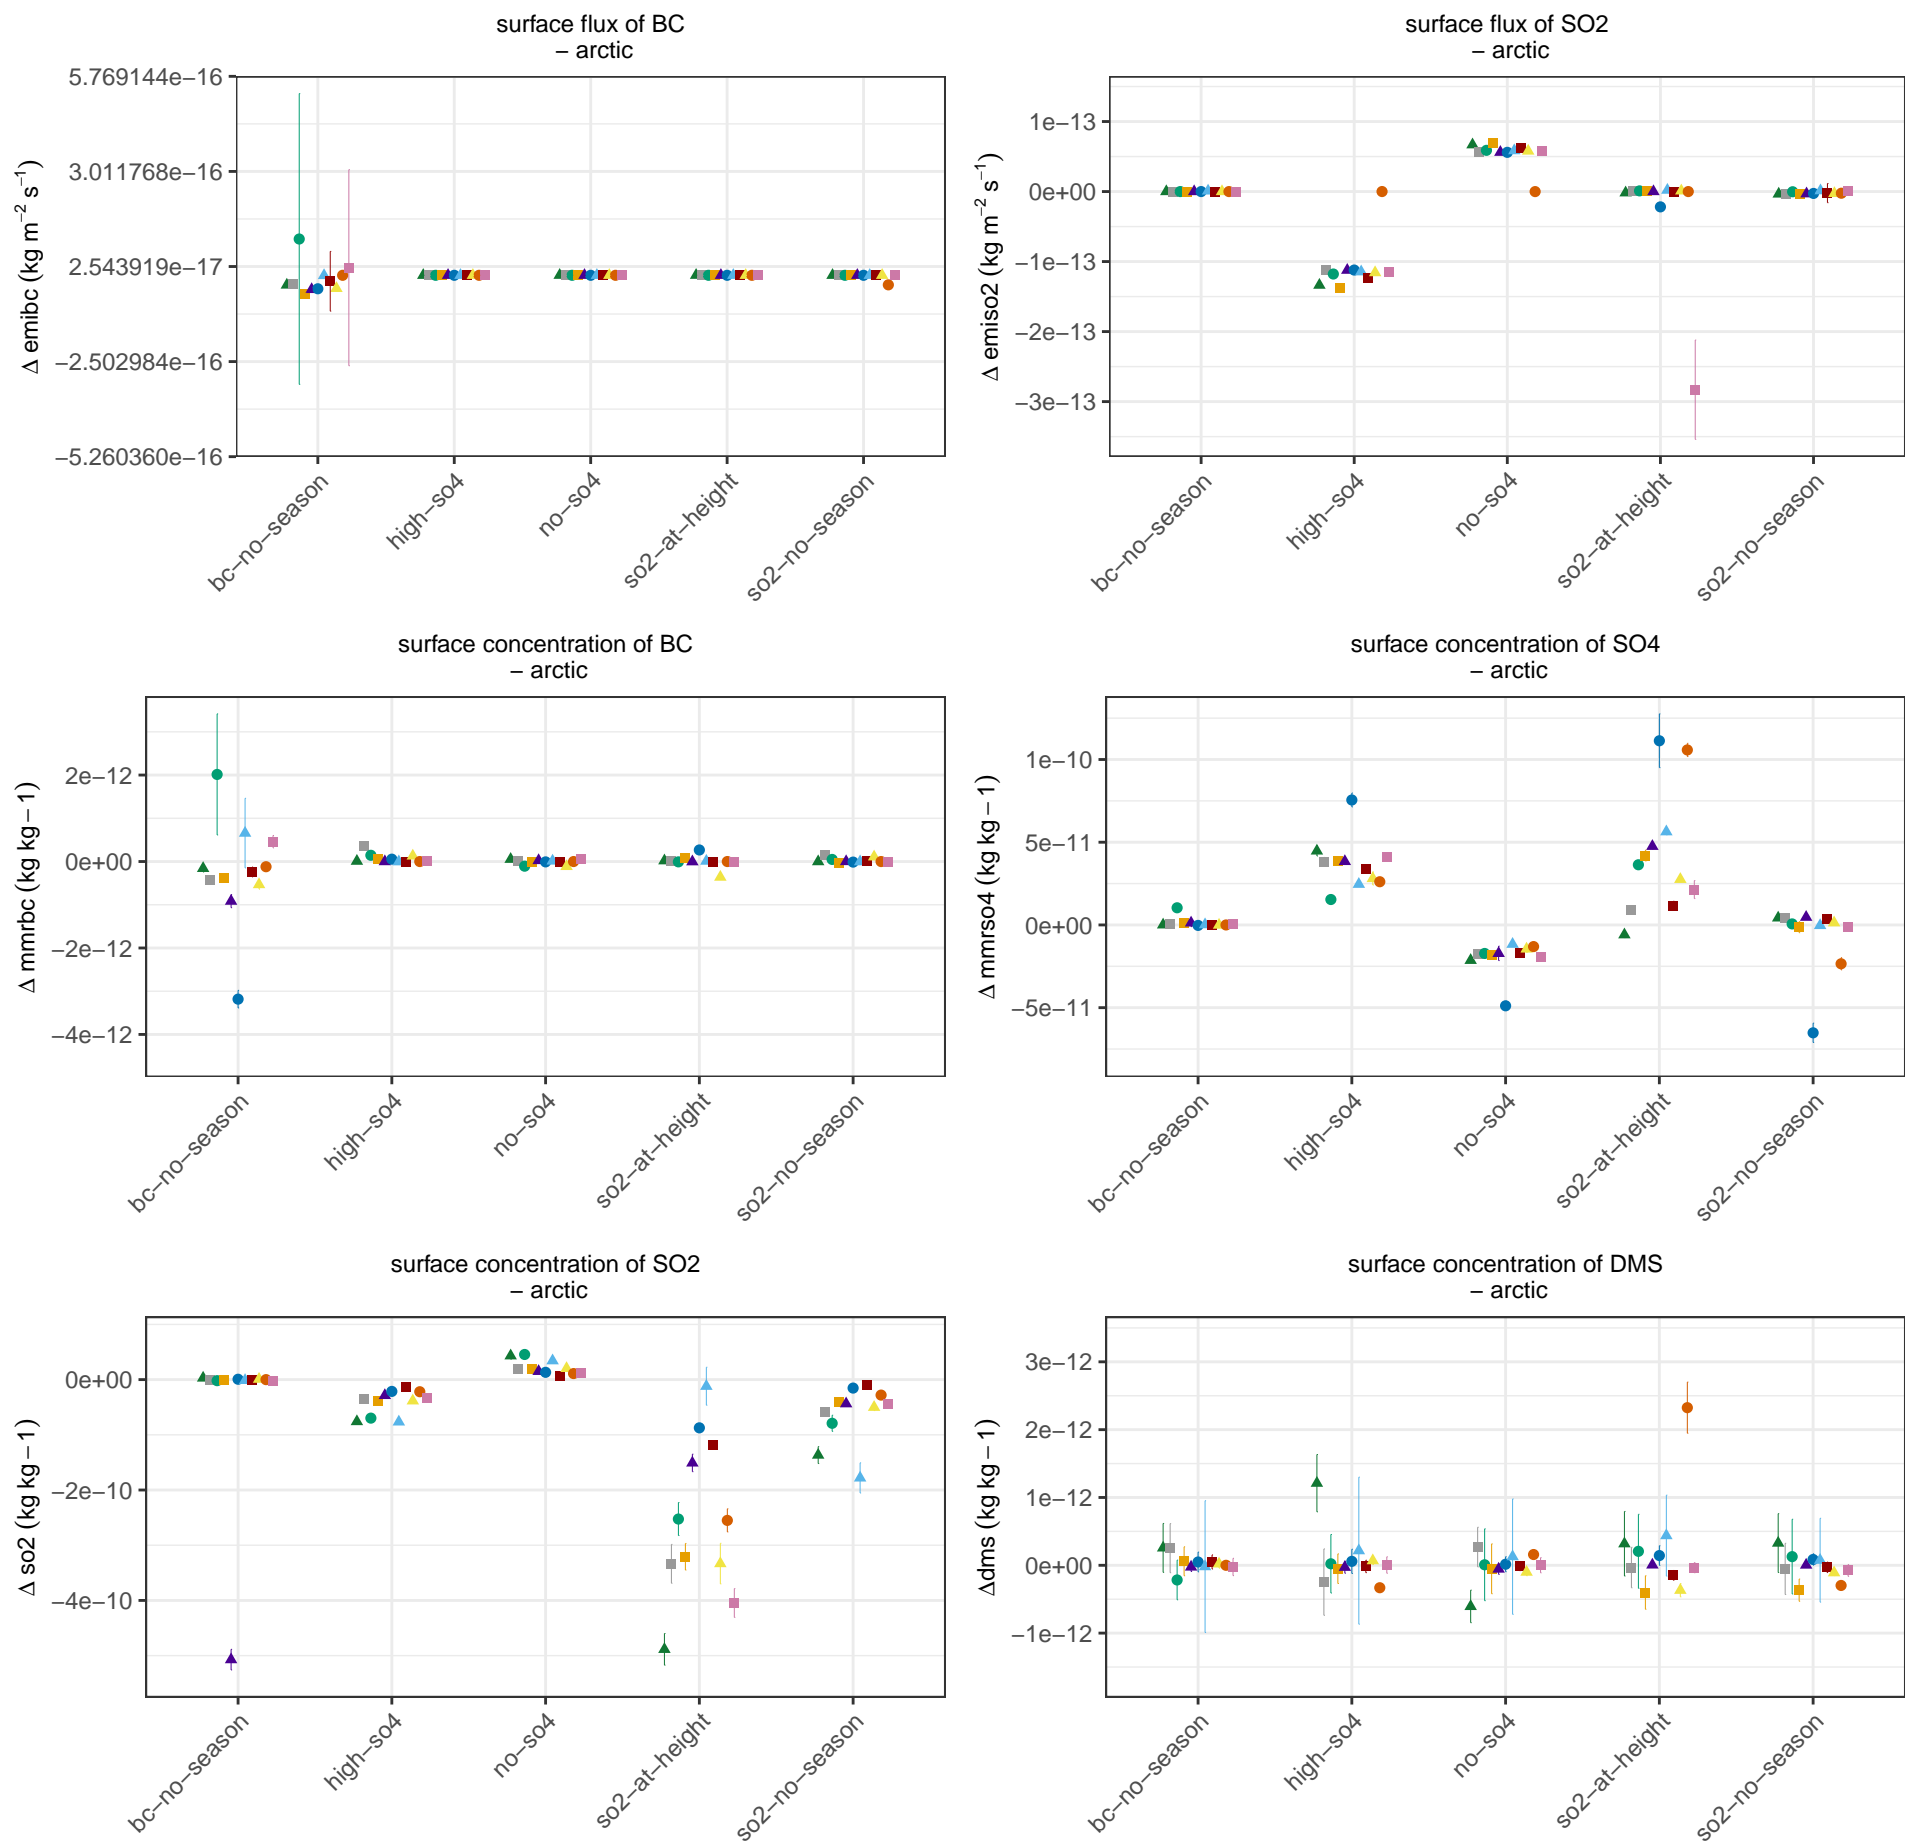 surface flux of BC
− arctic
5.769144e−16
3.011768e−16
2.543919e−17
−2.502984e−16
−5.260360e−16
Δ emibc (kg m⁻² s⁻¹)
bc−no−season
high−so4
no−so4
so2−at−height
so2−no−season
surface flux of SO2
− arctic
1e−13
0e+00
−1e−13
−2e−13
−3e−13
Δ emiso2 (kg m⁻² s⁻¹)
bc−no−season
high−so4
no−so4
so2−at−height
so2−no−season
surface concentration of BC
− arctic
2e−12
0e+00
−2e−12
−4e−12
Δ mmrbc (kg kg − 1)
bc−no−season
high−so4
no−so4
so2−at−height
so2−no−season
surface concentration of SO4
− arctic
1e−10
5e−11
0e+00
−5e−11
Δ mmrso4 (kg kg − 1)
bc−no−season
high−so4
no−so4
so2−at−height
so2−no−season
surface concentration of SO2
− arctic
0e+00
−2e−10
−4e−10
Δ so2 (kg kg − 1)
bc−no−season
high−so4
no−so4
so2−at−height
so2−no−season
surface concentration of DMS
− arctic
3e−12
2e−12
1e−12
0e+00
−1e−12
Δdms (kg kg − 1)
bc−no−season
high−so4
no−so4
so2−at−height
so2−no−season